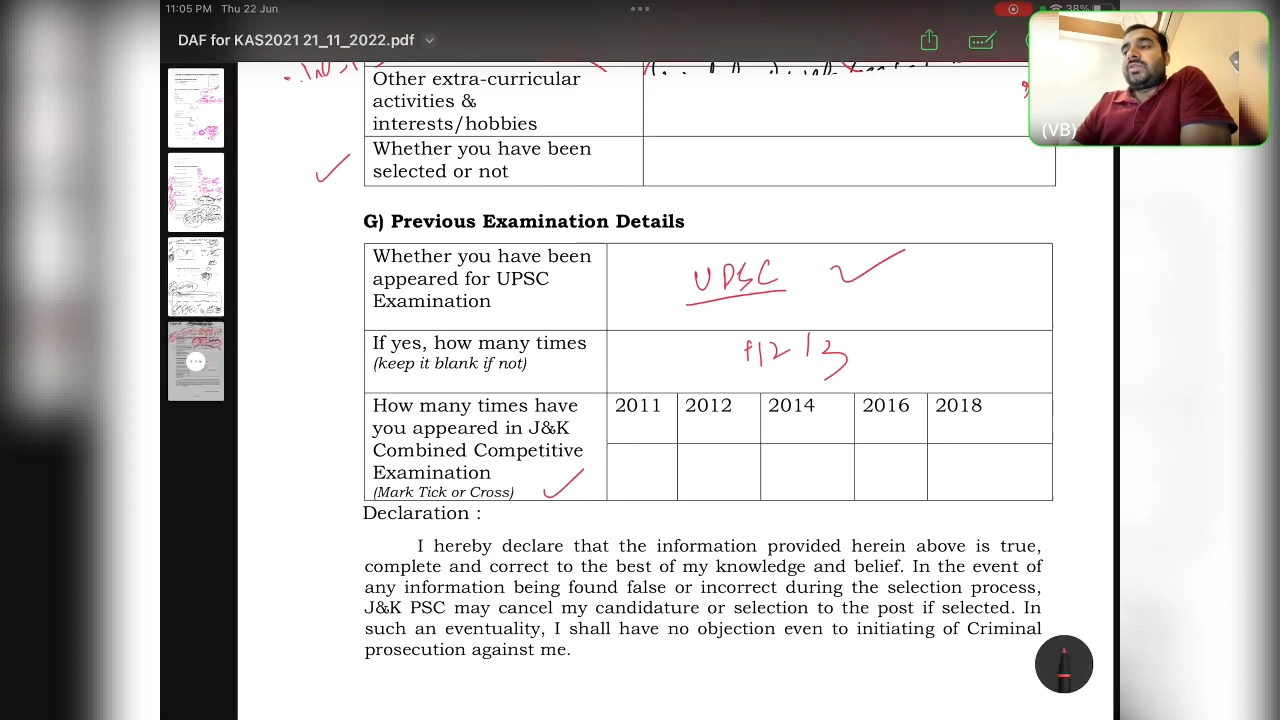 11:05 PM Thu 22 Jun
38%
DAF for KAS2021 21_11_2022.pdf
(VB)
Other extra-curricular
activities &
interests/hobbies
Whether you have been
selected or not
G) Previous Examination Details
Whether you have been
appeared for UPSC
Examination
UPSC
If yes, how many times
(keep it blank if not)
How many times have
you appeared in J&K
Combined Competitive
Examination
(Mark Tick or Cross)
2011 2012 2014 2016 2018
Declaration :
I hereby declare that the information provided herein above is true,
complete and correct to the best of my knowledge and belief. In the event of
any information being found false or incorrect during the selection process,
J&K PSC may cancel my candidature or selection to the post if selected. In
such an eventuality, I shall have no objection even to initiating of Criminal
prosecution against me.